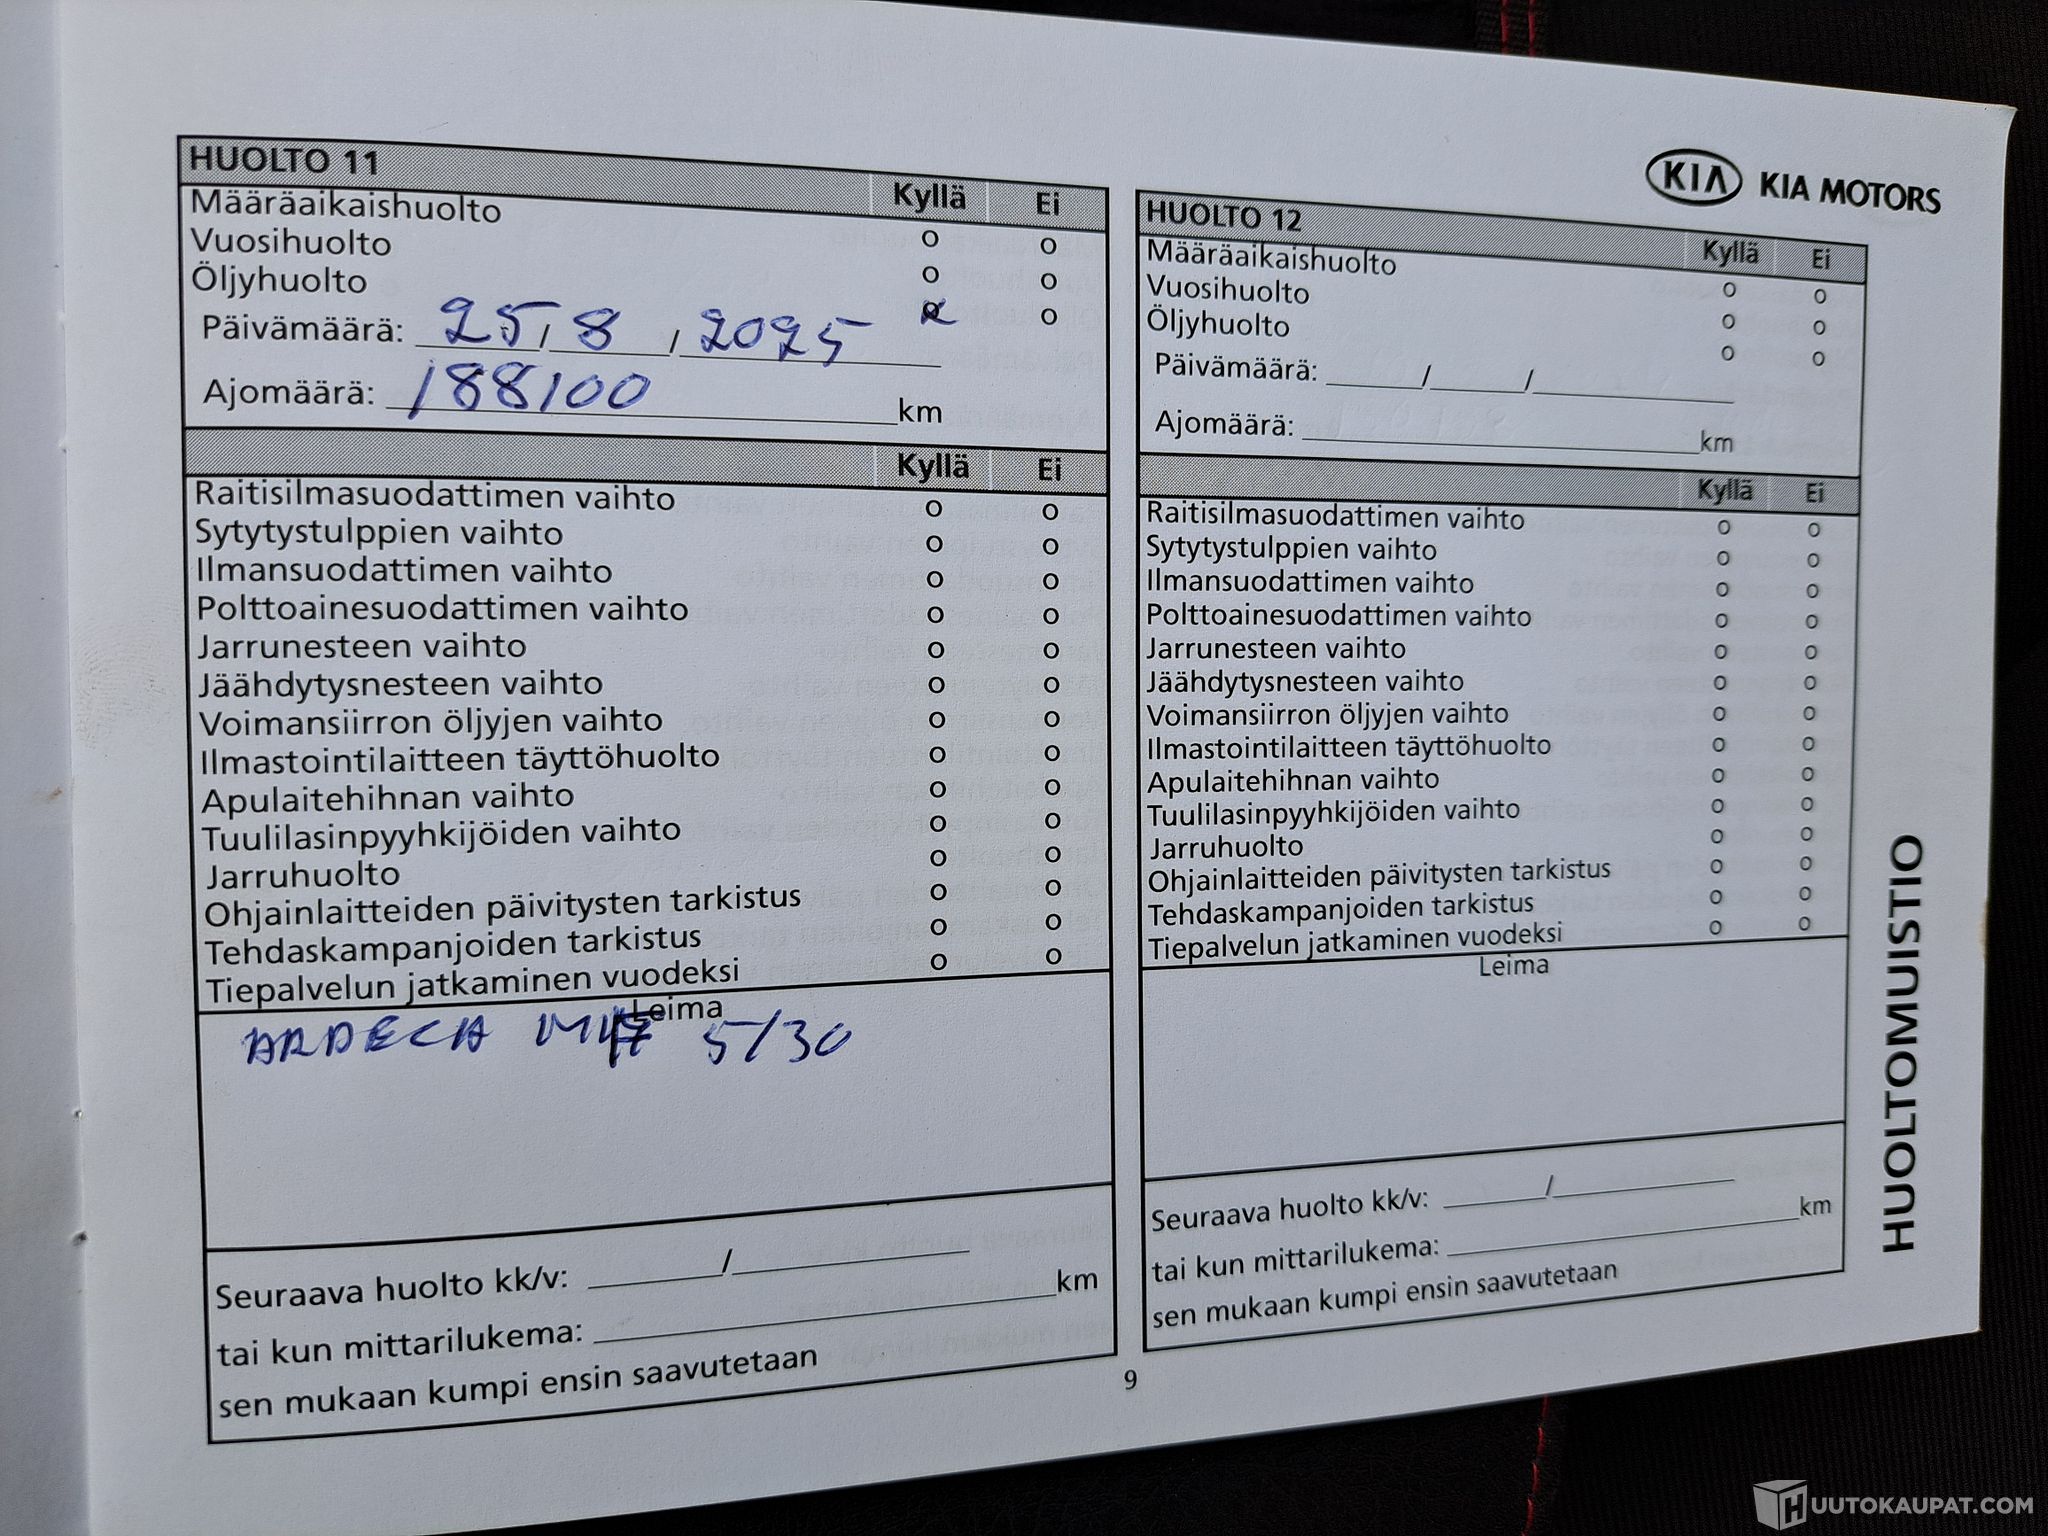 KIA KIA MOTORS
HUOLTO 11
Kyllä Ei
Määräaikaishuolto o o
Vuosihuolto o o
Öljyhuolto x o
Päivämäärä: 25 / 8 / 2025
Ajomäärä: 188100 km
Kyllä Ei
Raitisilmasuodattimen vaihto o o
Sytytystulppien vaihto o o
Ilmansuodattimen vaihto o o
Polttoainesuodattimen vaihto o o
Jarrunesteen vaihto o o
Jäähdytysnesteen vaihto o o
Voimansiirron öljyjen vaihto o o
Ilmastointilaitteen täyttöhuolto o o
Apulaitehihnan vaihto o o
Tuulilasinpyyhkijöiden vaihto o o
Jarruhuolto o o
Ohjainlaitteiden päivitysten tarkistus o o
Tehdaskampanjoiden tarkistus o o
Tiepalvelun jatkaminen vuodeksi o o
Leima
ARDECA 5/30
Seuraava huolto kk/v: /
tai kun mittarilukema: km
sen mukaan kumpi ensin saavutetaan
HUOLTO 12
Kyllä Ei
Määräaikaishuolto o o
Vuosihuolto o o
Öljyhuolto o o
Päivämäärä: / /
Ajomäärä: km
Kyllä Ei
Raitisilmasuodattimen vaihto o o
Sytytystulppien vaihto o o
Ilmansuodattimen vaihto o o
Polttoainesuodattimen vaihto o o
Jarrunesteen vaihto o o
Jäähdytysnesteen vaihto o o
Voimansiirron öljyjen vaihto o o
Ilmastointilaitteen täyttöhuolto o o
Apulaitehihnan vaihto o o
Tuulilasinpyyhkijöiden vaihto o o
Jarruhuolto o o
Ohjainlaitteiden päivitysten tarkistus o o
Tehdaskampanjoiden tarkistus o o
Tiepalvelun jatkaminen vuodeksi o o
Leima
Seuraava huolto kk/v: /
tai kun mittarilukema: km
sen mukaan kumpi ensin saavutetaan
HUOLTOMUISTIO
9
HUUTOKAUPAT.COM